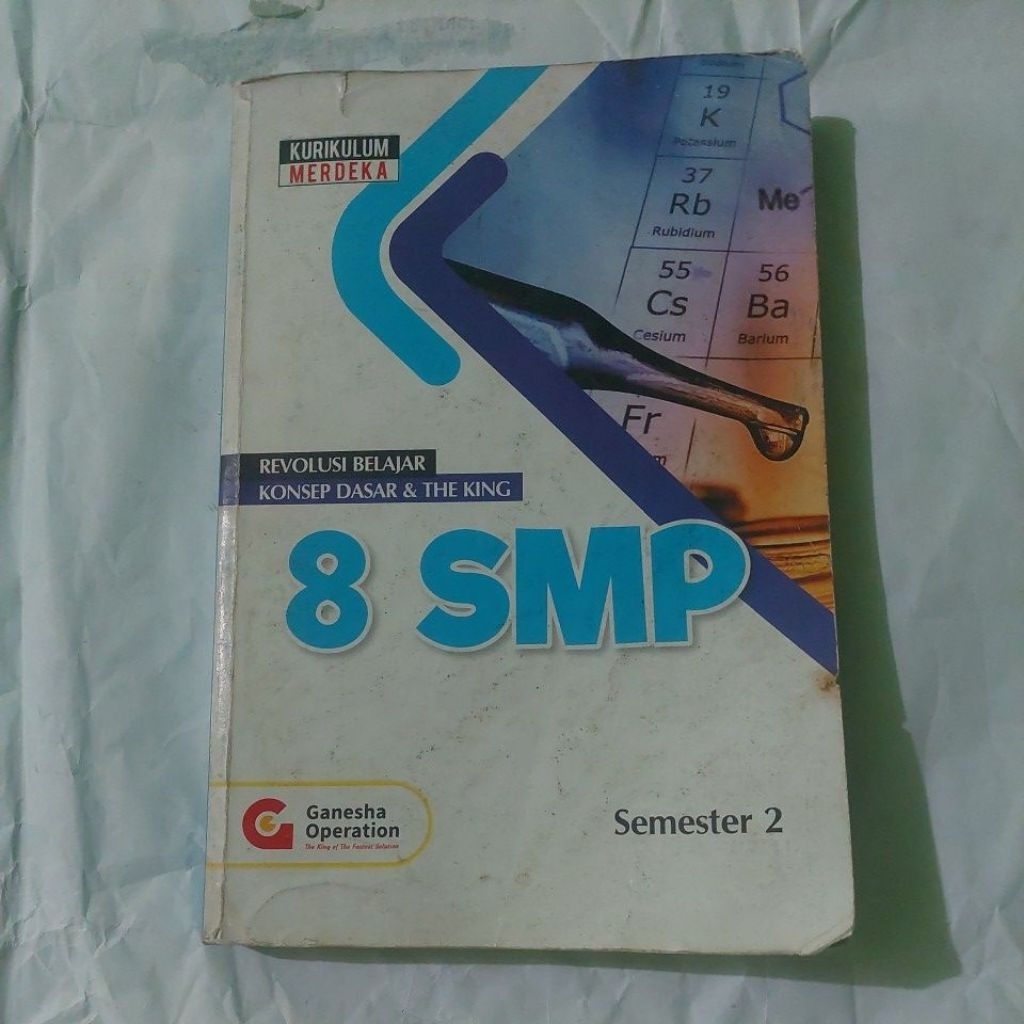 KURIKULUM
MERDEKA
19
K
Potassium
37
Rb
Rubidium
Me
55
Cs
Cesium
56
Ba
Barium
Fr
REVOLUSI BELAJAR
KONSEP DASAR & THE KING
8 SMP
Ganesha
Operation
The King of The Fastest Solution
Semester 2